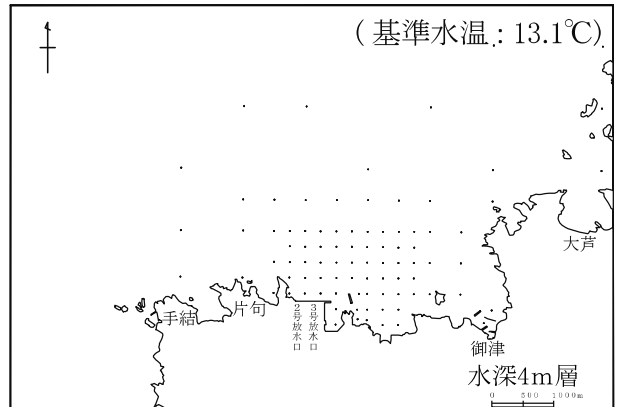 (基準水温:13.1℃)
大芦
手結
片句
2号放水口
3号放水口
御津
水深4m層
0 500 1000m